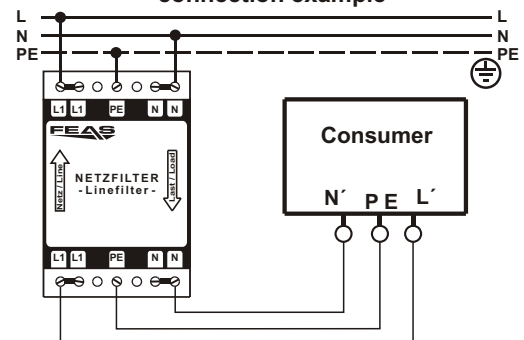 connection example
L L
N N
PE PE
L1 L1 PE N N
FEAS
Netz / Line
NETZFILTER
-Linefilter-
Last / Load
L1 L1 PE N N
Consumer
N´ PE L´